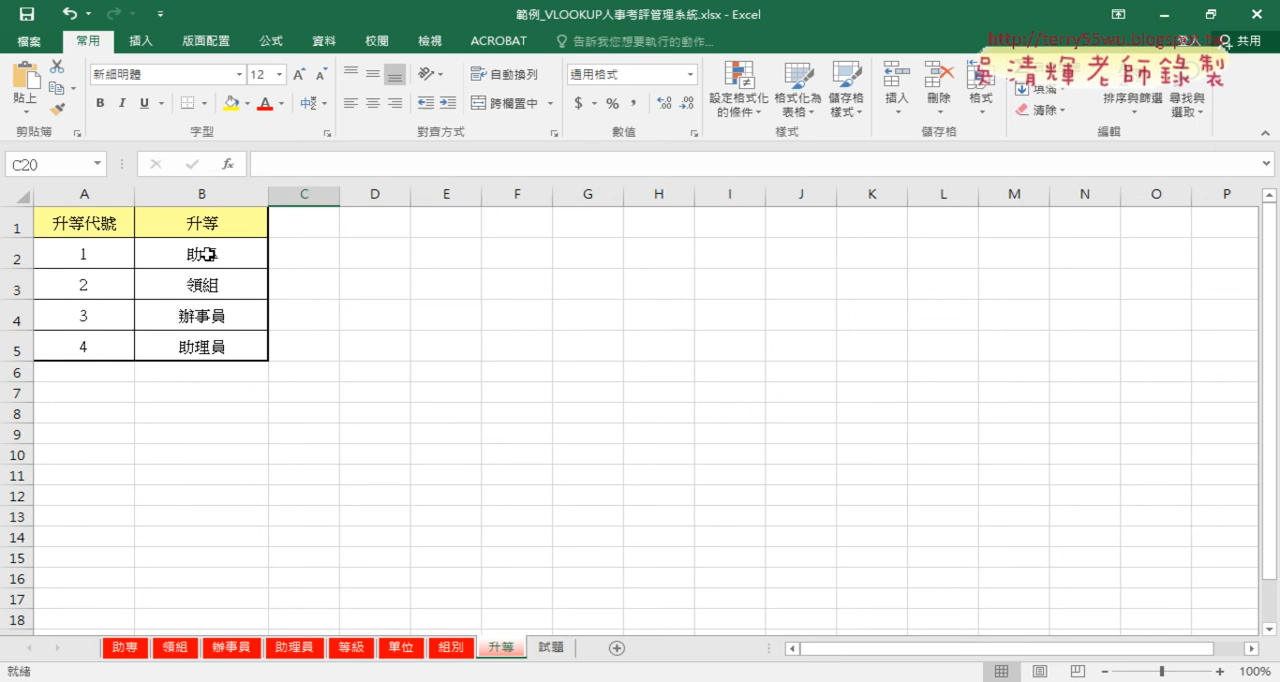 範例_VLOOKUP人事考評管理系統.xlsx - Excel
檔案 常用 插入 版面配置 公式 資料 校閱 檢視 ACROBAT 告訴我您想要執行的動作... 登入 共用
http://terry55wu.blogspot.tw
吳清輝老師錄製
新細明體 12 自動換列 通用格式
貼上 B I U 跨欄置中 $ % 設定格式化的條件 格式化為表格 儲存格樣式 插入 刪除 格式 填滿 清除 排序與篩選 尋找與選取
剪貼簿 字型 對齊方式 數值 樣式 儲存格 編輯
C20 fx
A B C D E F G H I J K L M N O P
1 升等代號 升等
2 1
3 2 領組
4 3 辦事員
5 4 助理員
6
7
8
9
10
11
12
13
14
15
16
17
18
助專 領組 辦事員 助理員 等級 單位 組別 升等 試題
就緒 100%